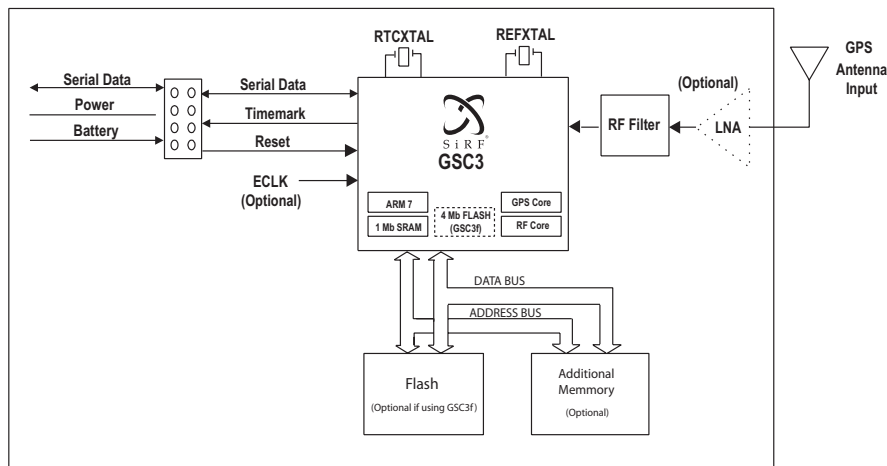 RTCXTAL
REFXTAL
GPS
Antenna
Input
Serial Data
Power
Battery
Serial Data
Timemark
Reset
ECLK
(Optional)
SiRF®
GSC3
ARM 7
1 Mb SRAM
4 Mb FLASH
(GSC3f)
GPS Core
RF Core
RF Filter
(Optional)
LNA
DATA BUS
ADDRESS BUS
Flash
(Optional if using GSC3f)
Additional
Memmory
(Optional)